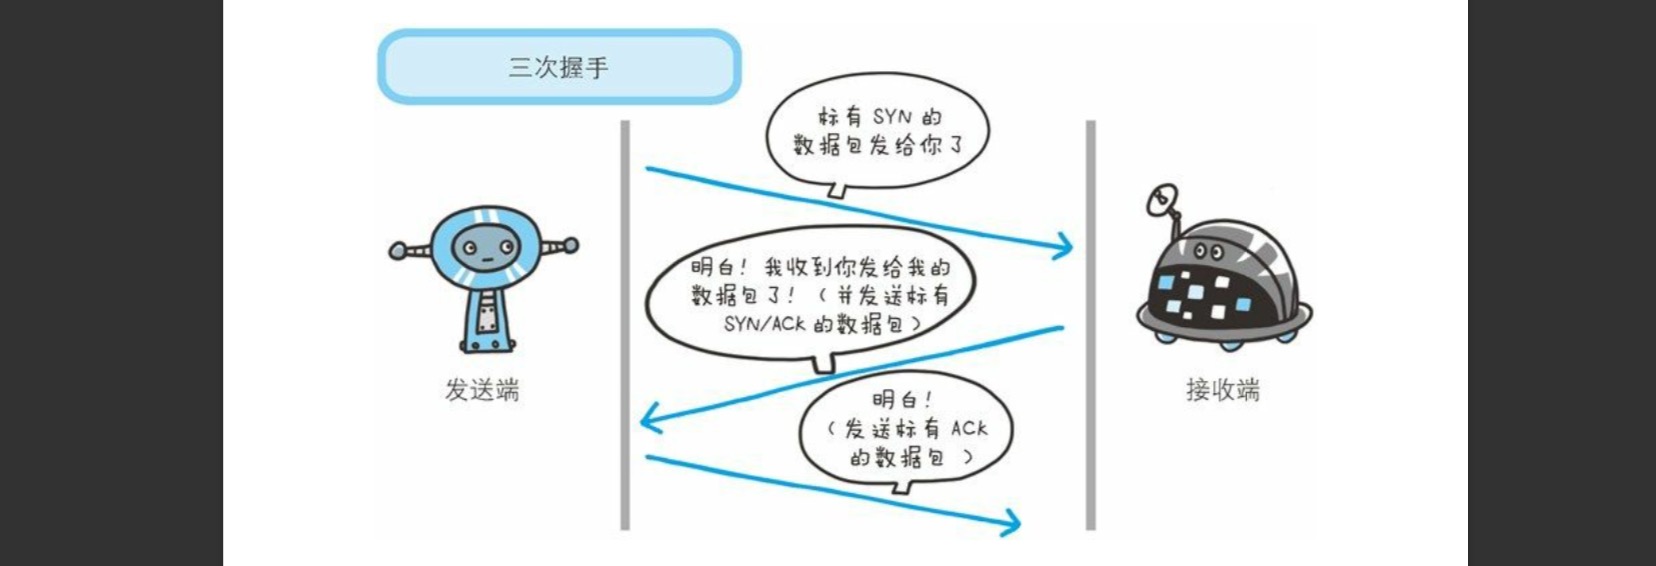 三次握手
标有 SYN 的
数据包发给你了
明白！我收到你发给我的
数据包了！（并发送标有
SYN/ACK 的数据包）
发送端
接收端
明白！
（发送标有 ACK
的数据包 ）